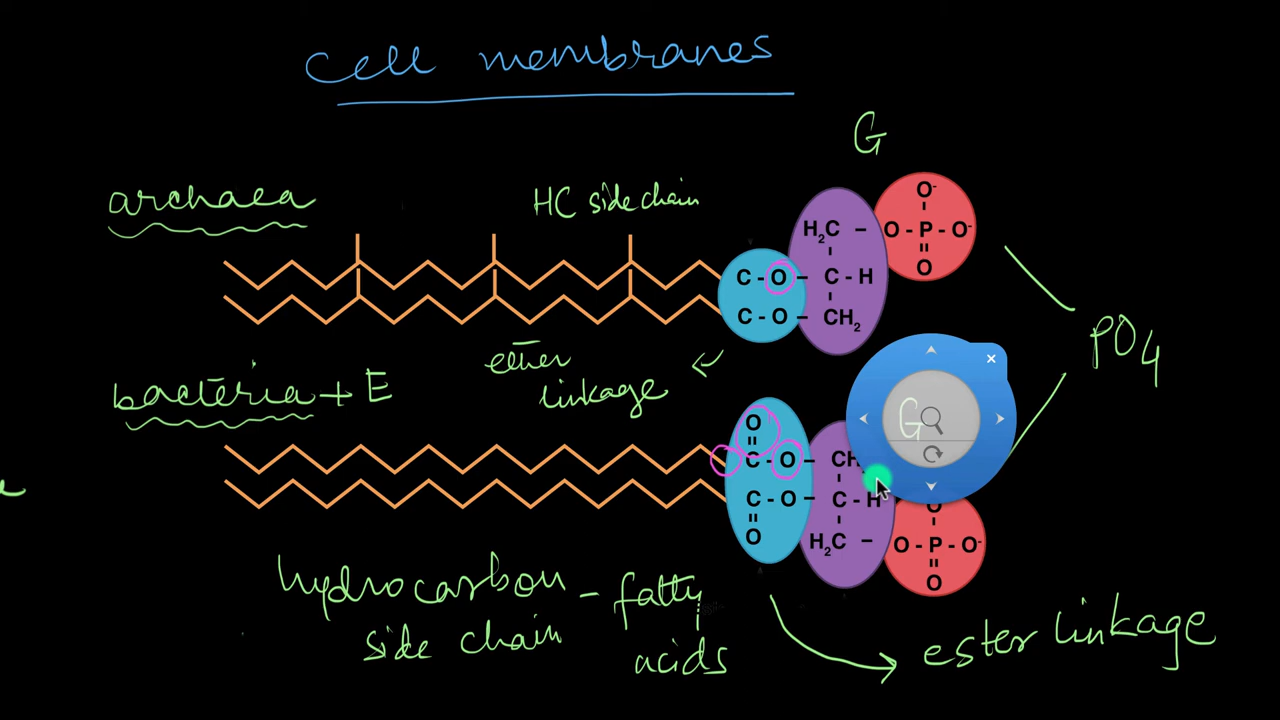 cell membranes
G
archaea
HC side chain
O-
H2C – O - P - O-
O
C - O – C - H
C - O – CH2
PO4
ether
linkage
bacteria + E
G
O
C - O – CH
C - O – C - H
O
O
H2C – O - P - O-
O
hydrocarbon - fatty
side chain acids
ester linkage